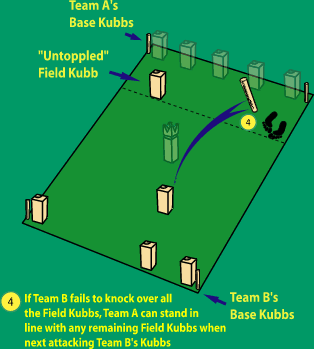 Team A's
Base Kubbs
"Untoppled"
Field Kubb
4
Team B's
Base Kubbs
4
If Team B fails to knock over all
the Field Kubbs, Team A can stand in
line with any remaining Field Kubbs when
next attacking Team B's Kubbs